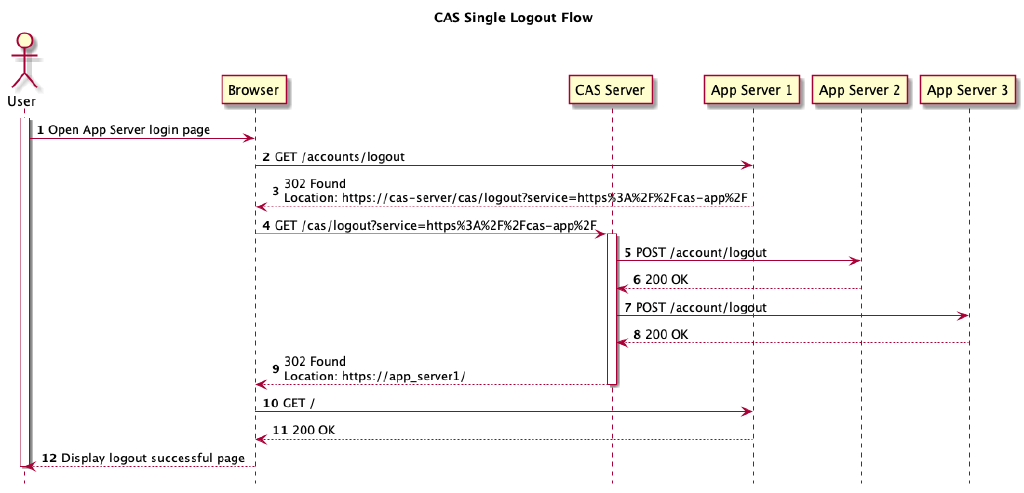 CAS Single Logout Flow
User
Browser
CAS Server
App Server 1
App Server 2
App Server 3
1 Open App Server login page
2 GET /accounts/logout
3 302 Found
Location: https://cas-server/cas/logout?service=https%3A%2F%2Fcas-app%2F
4 GET /cas/logout?service=https%3A%2F%2Fcas-app%2F
5 POST /account/logout
6 200 OK
7 POST /account/logout
8 200 OK
9 302 Found
Location: https://app_server1/
10 GET /
11 200 OK
12 Display logout successful page